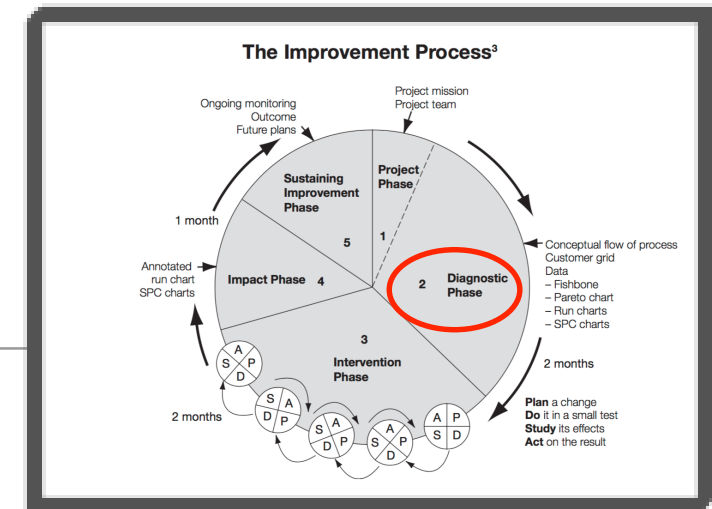 The Improvement Process³
Project mission
Project team
Ongoing monitoring
Outcome
Future plans
Project
Phase
1
Sustaining
Improvement
Phase
5
1 month
Conceptual flow of process
Customer grid
Data
– Fishbone
– Pareto chart
– Run charts
– SPC charts
2 Diagnostic
Phase
Annotated
run chart
SPC charts
Impact Phase 4
3
Intervention
Phase
2 months
2 months
A
S P
D
S A
D P
S A
D P
A
S P
D
A P
S D
Plan a change
Do it in a small test
Study its effects
Act on the result